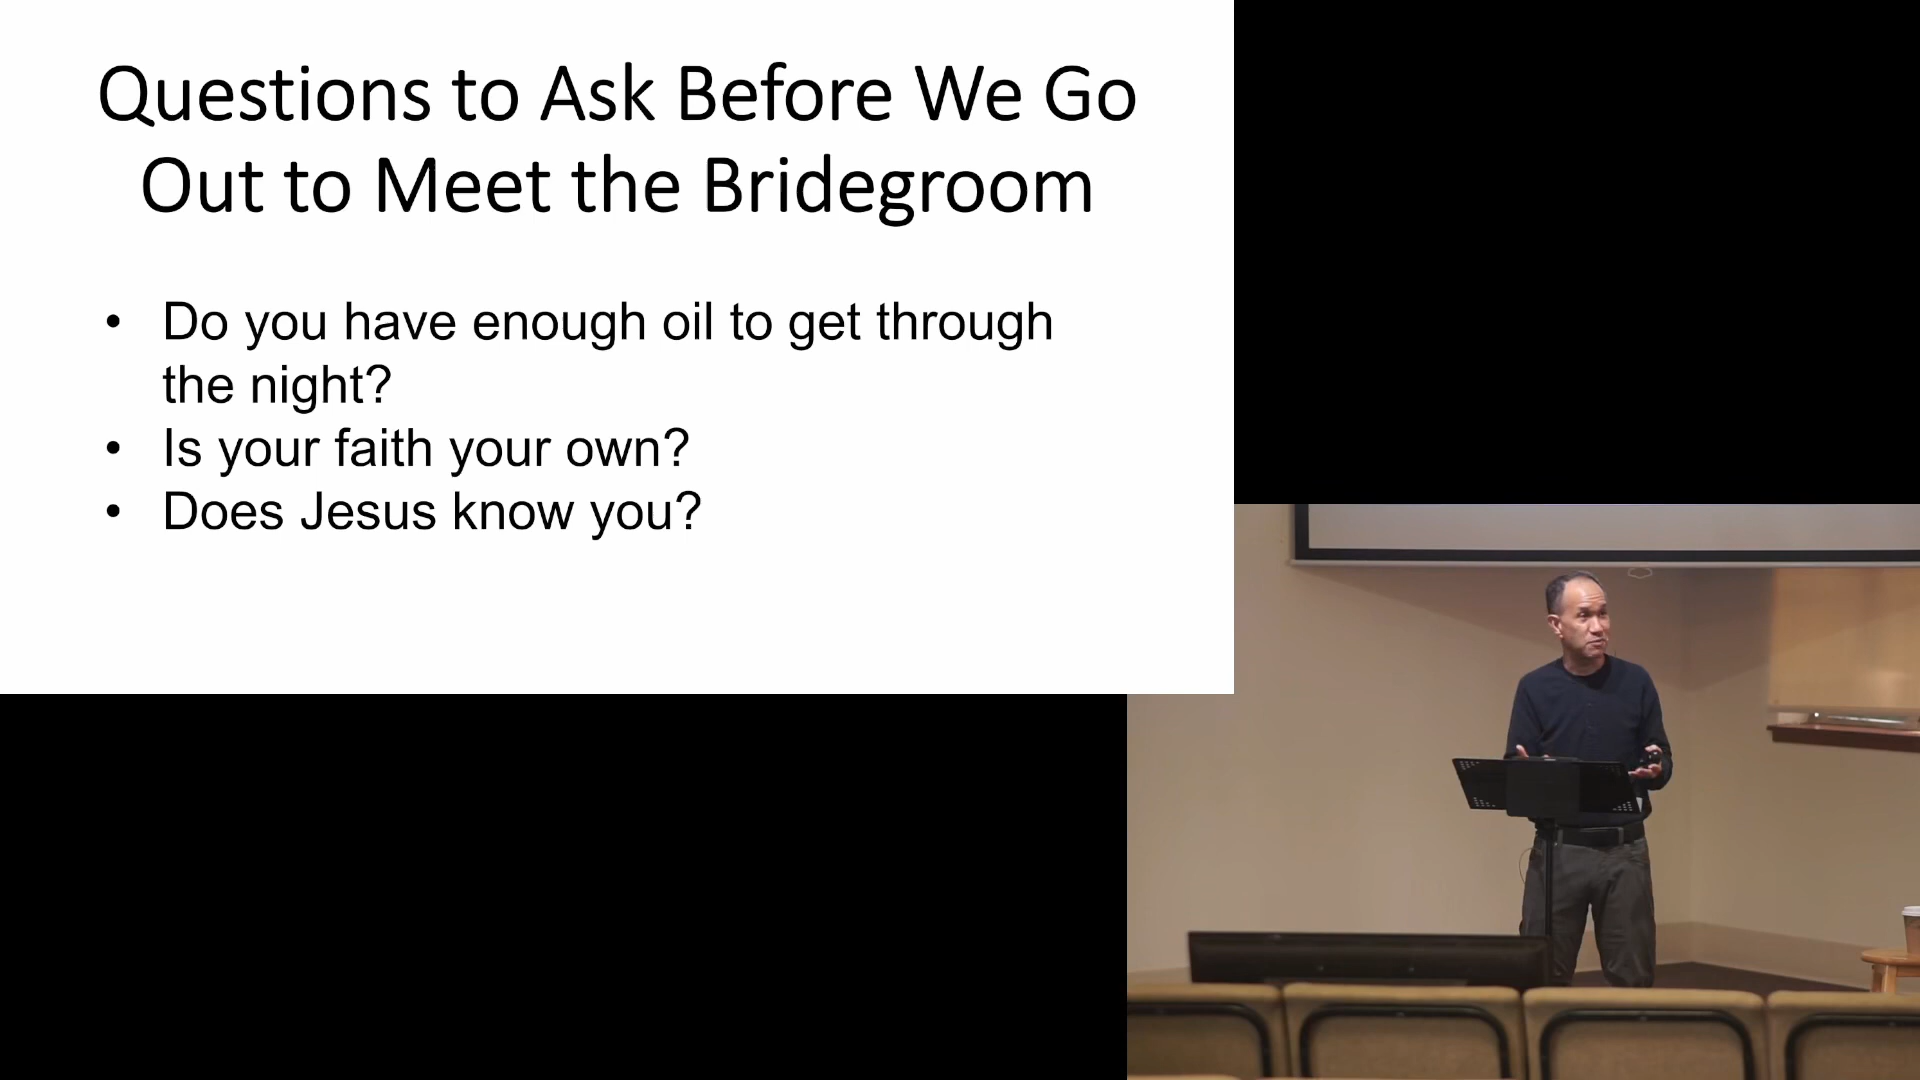 Questions to Ask Before We Go
Out to Meet the Bridegroom
• Do you have enough oil to get through
the night?
• Is your faith your own?
• Does Jesus know you?